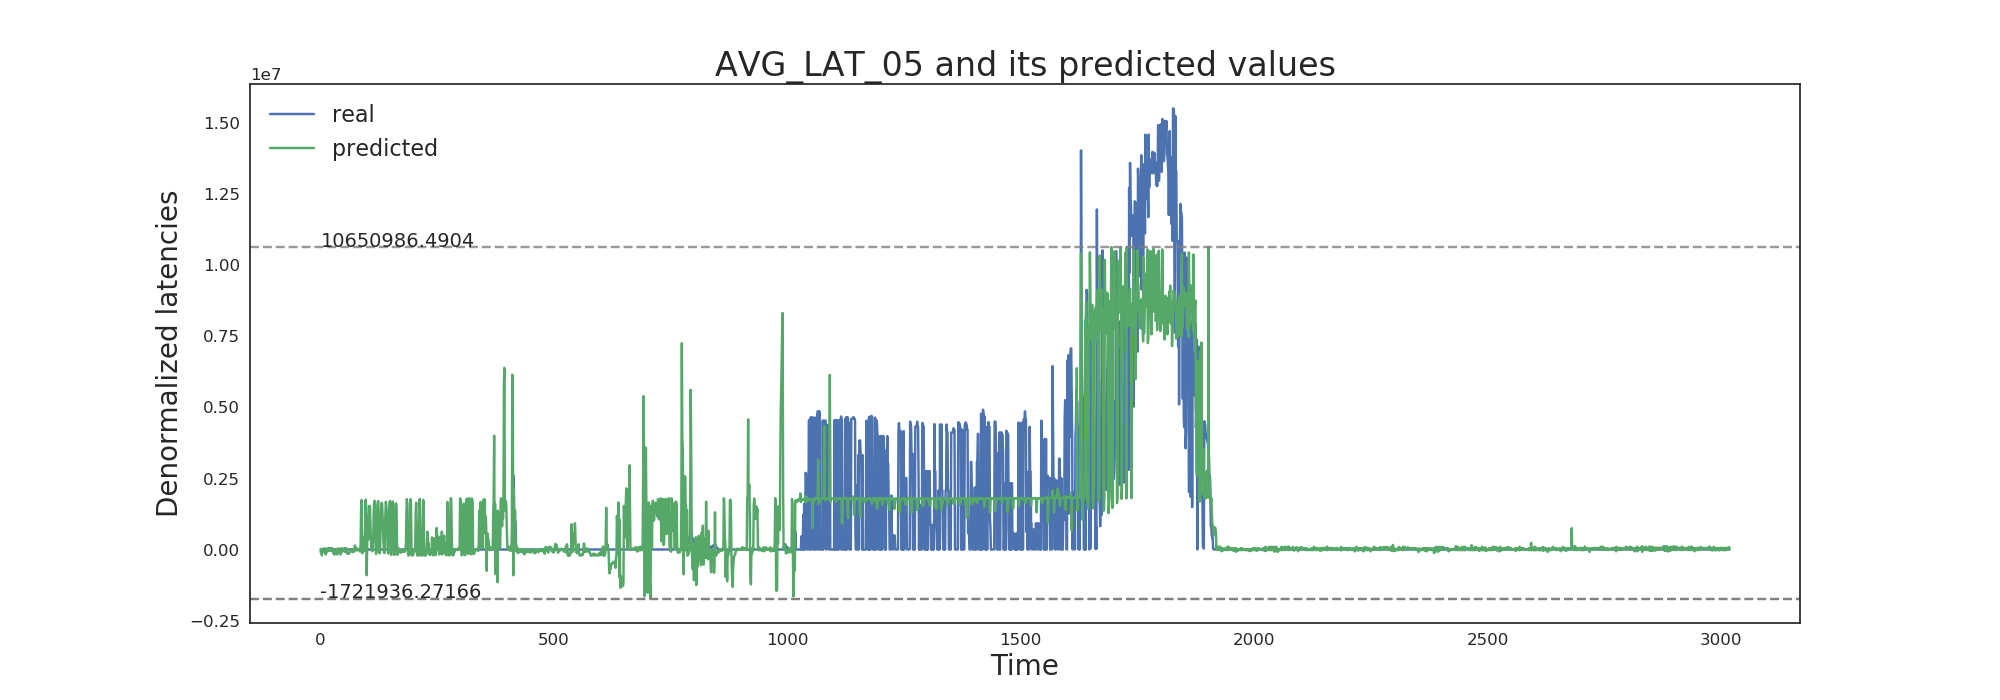 AVG_LAT_05 and its predicted values
1e7
real
predicted
1.50
1.25
10650986.4904
1.00
0.75
0.50
0.25
0.00
-1721936.27166
−0.25
Denormalized latencies
0 500 1000 1500 2000 2500 3000
Time